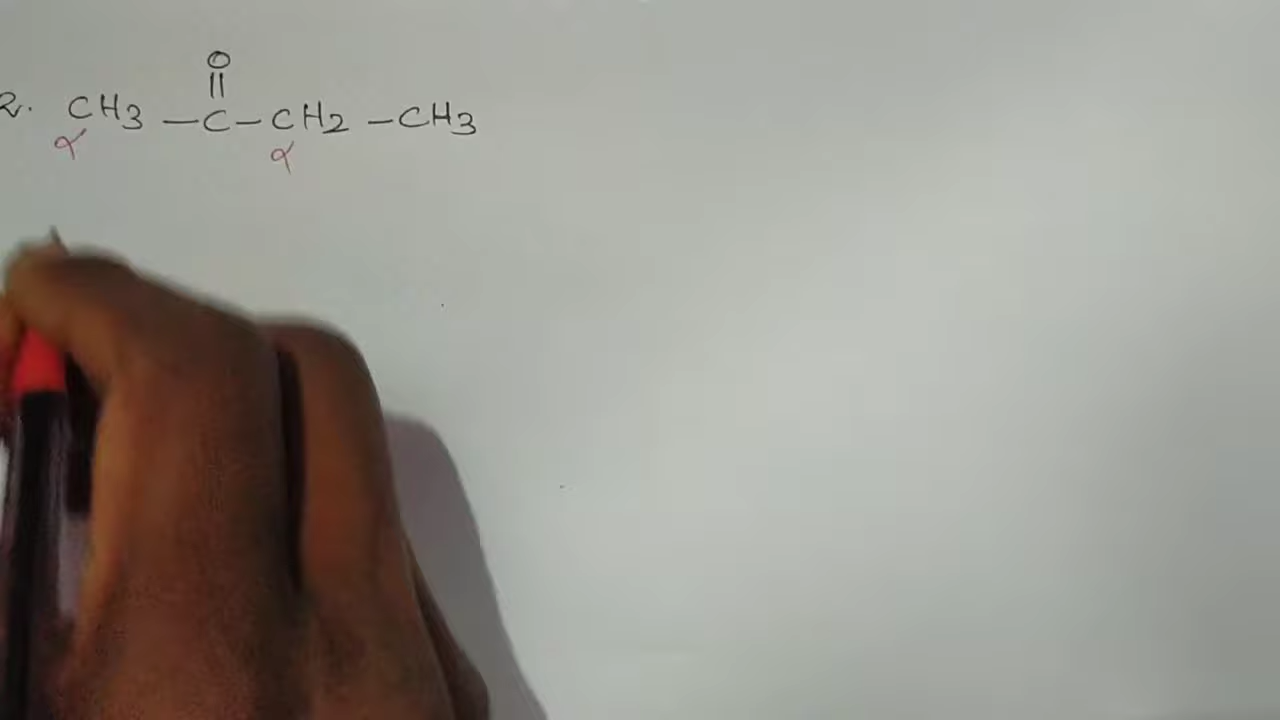 O
||
2. CH3 — C — CH2 — CH3
α α